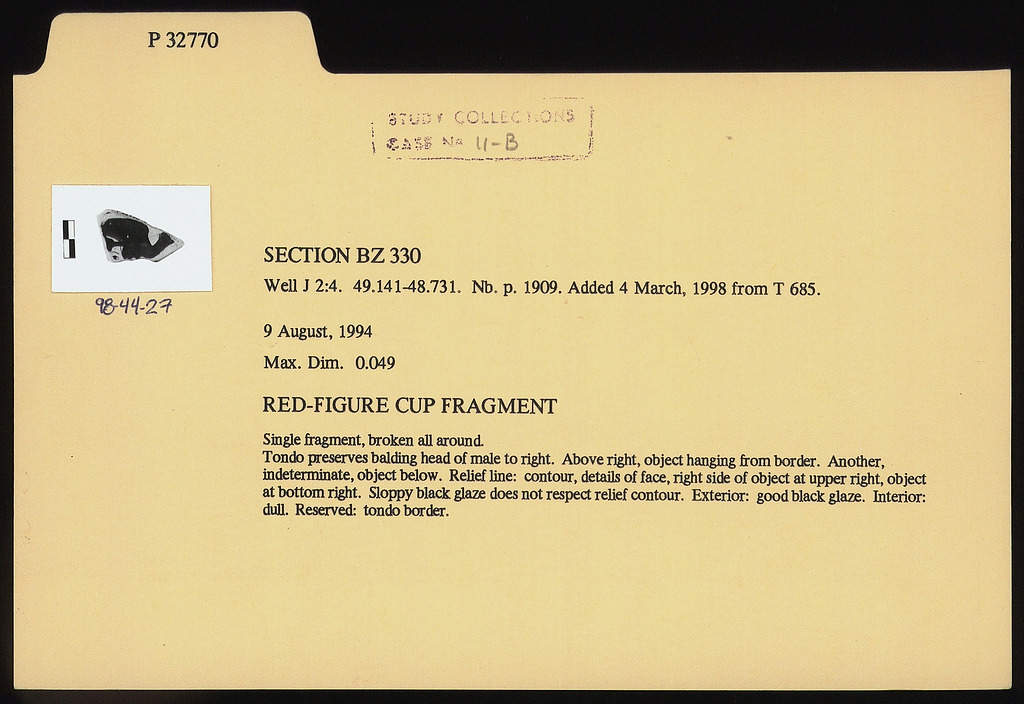 P 32770
STUDY COLLECTIONS
CASE No 11-B
98-44-27
SECTION BZ 330
Well J 2:4. 49.141-48.731. Nb. p. 1909. Added 4 March, 1998 from T 685.
9 August, 1994
Max. Dim. 0.049
RED-FIGURE CUP FRAGMENT
Single fragment, broken all around.
Tondo preserves balding head of male to right. Above right, object hanging from border. Another,
indeterminate, object below. Relief line: contour, details of face, right side of object at upper right, object
at bottom right. Sloppy black glaze does not respect relief contour. Exterior: good black glaze. Interior:
dull. Reserved: tondo border.